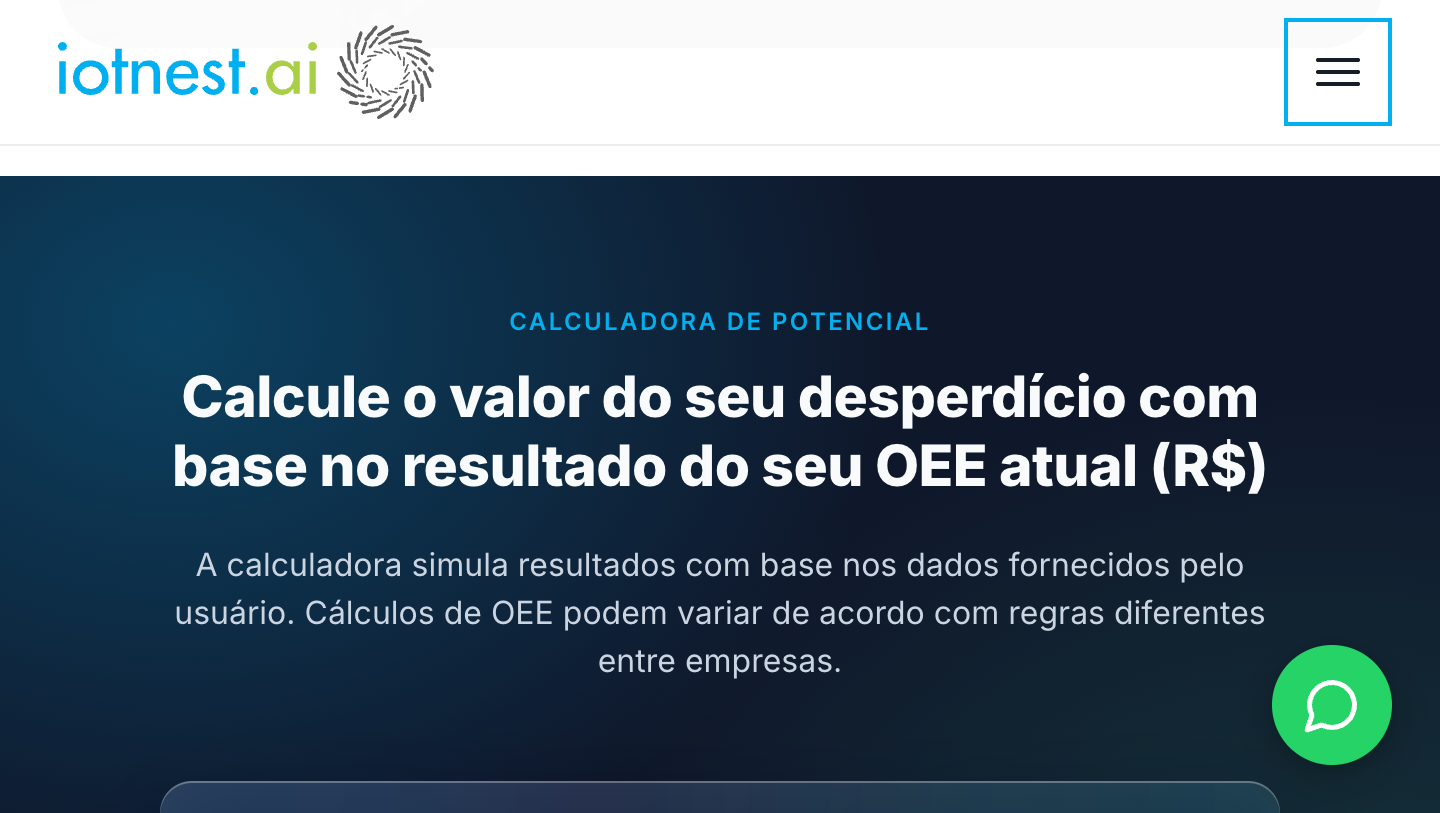 iotnest.ai
CALCULADORA DE POTENCIAL
Calcule o valor do seu desperdício com
base no resultado do seu OEE atual (R$)
A calculadora simula resultados com base nos dados fornecidos pelo
usuário. Cálculos de OEE podem variar de acordo com regras diferentes
entre empresas.